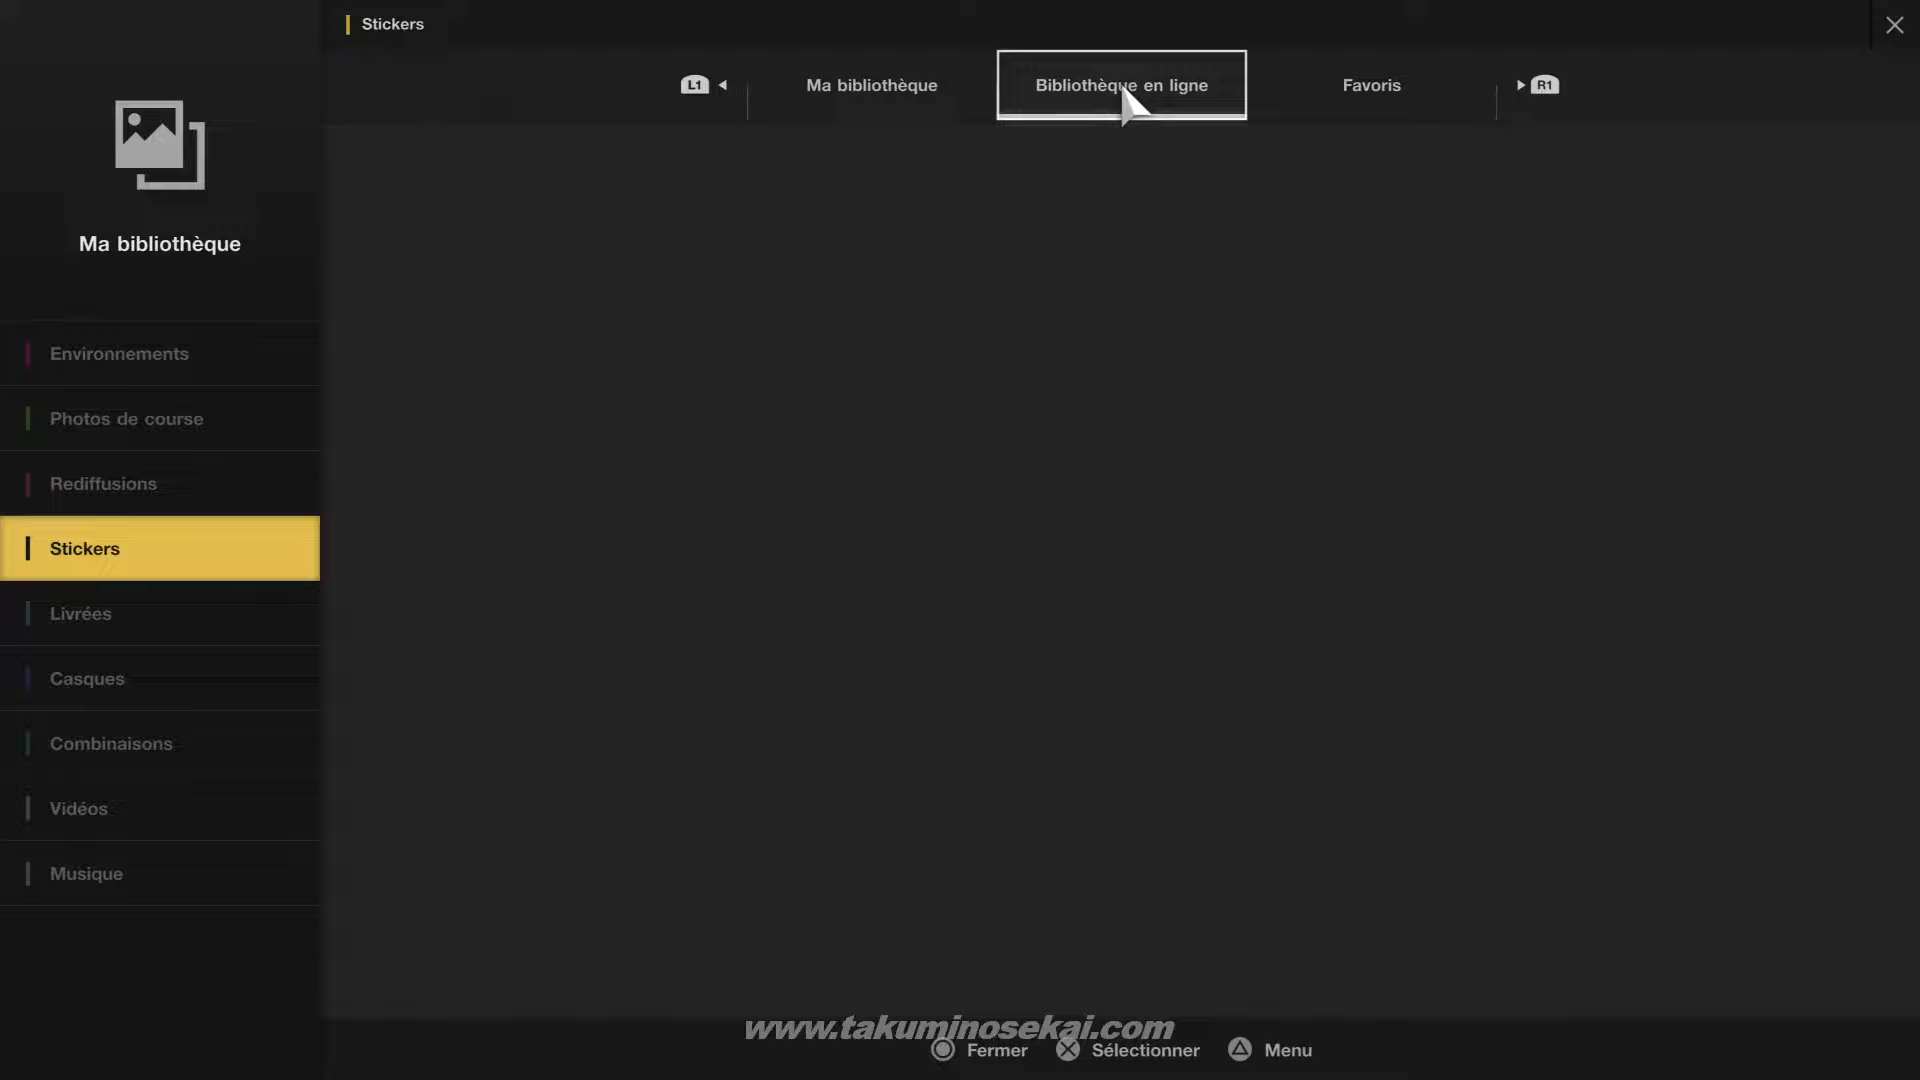 Stickers
L1 Ma bibliothèque Bibliothèque en ligne Favoris R1
Ma bibliothèque
Environnements
Photos de course
Rediffusions
Stickers
Livrées
Casques
Combinaisons
Vidéos
Musique
www.takuminosekai.com
Fermer Sélectionner Menu